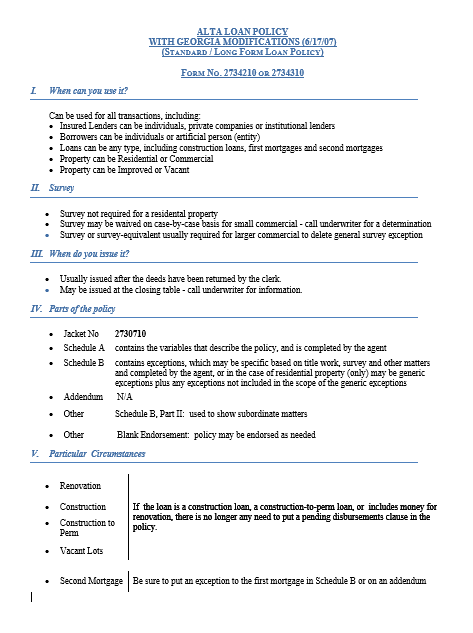 ALTA LOAN POLICY
WITH GEORGIA MODIFICATIONS (6/17/07)
(STANDARD / LONG FORM LOAN POLICY)
FORM NO. 2734210 OR 2734310
I. When can you use it?
Can be used for all transactions, including:
• Insured Lenders can be individuals, private companies or institutional lenders
• Borrowers can be individuals or artificial person (entity)
• Loans can be any type, including construction loans, first mortgages and second mortgages
• Property can be Residential or Commercial
• Property can be Improved or Vacant
II. Survey
• Survey not required for a residential property
• Survey may be waived on case-by-case basis for small commercial - call underwriter for a determination
• Survey or survey-equivalent usually required for larger commercial to delete general survey exception
III. When do you issue it?
• Usually issued after the deeds have been returned by the clerk.
• May be issued at the closing table - call underwriter for information.
IV. Parts of the policy
• Jacket No 2730710
• Schedule A contains the variables that describe the policy, and is completed by the agent
• Schedule B contains exceptions, which may be specific based on title work, survey and other matters
and completed by the agent, or in the case of residential property (only) may be generic
exceptions plus any exceptions not included in the scope of the generic exceptions
• Addendum N/A
• Other Schedule B, Part II: used to show subordinate matters
• Other Blank Endorsement: policy may be endorsed as needed
V. Particular Circumstances
• Renovation
• Construction
• Construction to
Perm
• Vacant Lots
If the loan is a construction loan, a construction-to-perm loan, or includes money for
renovation, there is no longer any need to put a pending disbursements clause in the
policy.
• Second Mortgage Be sure to put an exception to the first mortgage in Schedule B or on an addendum